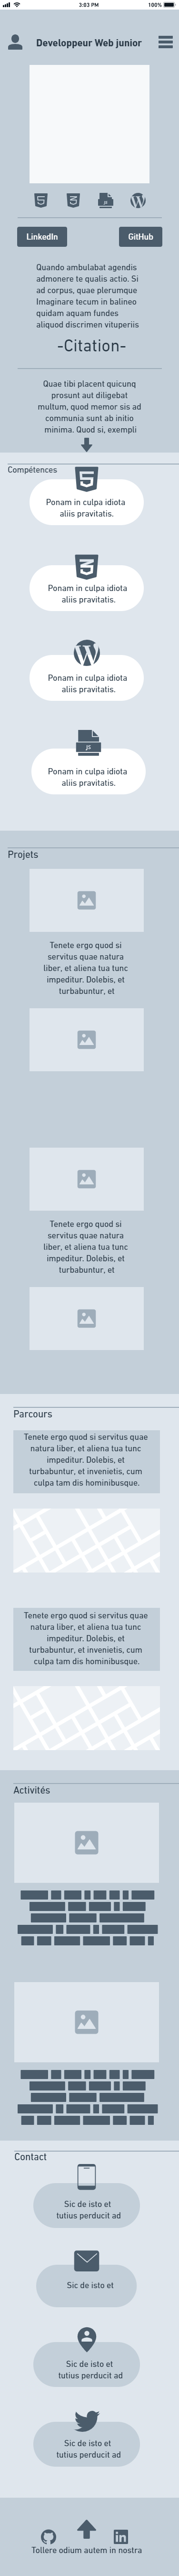 3:03 PM
100%
Developpeur Web junior
JS
LinkedIn
GitHub
Quando ambulabat agendis
admonere te qualis actio. Si
ad corpus, quae plerumque
Imaginare tecum in balineo
quidam aquam fundes
aliquod discrimen vituperiis
-Citation-
Quae tibi placent quicunq
prosunt aut diligebat
multum, quod memor sis ad
communia sunt ab initio
minima. Quod si, exempli
Compétences
Ponam in culpa idiota
aliis pravitatis.
Ponam in culpa idiota
aliis pravitatis.
Ponam in culpa idiota
aliis pravitatis.
JS
Ponam in culpa idiota
aliis pravitatis.
Projets
Tenete ergo quod si
servitus quae natura
liber, et aliena tua tunc
impeditur. Dolebis, et
turbabuntur, et
Tenete ergo quod si
servitus quae natura
liber, et aliena tua tunc
impeditur. Dolebis, et
turbabuntur, et
Parcours
Tenete ergo quod si servitus quae
natura liber, et aliena tua tunc
impeditur. Dolebis, et
turbabuntur, et invenietis, cum
culpa tam dis hominibusque.
Tenete ergo quod si servitus quae
natura liber, et aliena tua tunc
impeditur. Dolebis, et
turbabuntur, et invenietis, cum
culpa tam dis hominibusque.
Activités
Contact
Sic de isto et
tutius perducit ad
Sic de isto et
Sic de isto et
tutius perducit ad
Sic de isto et
tutius perducit ad
Tollere odium autem in nostra